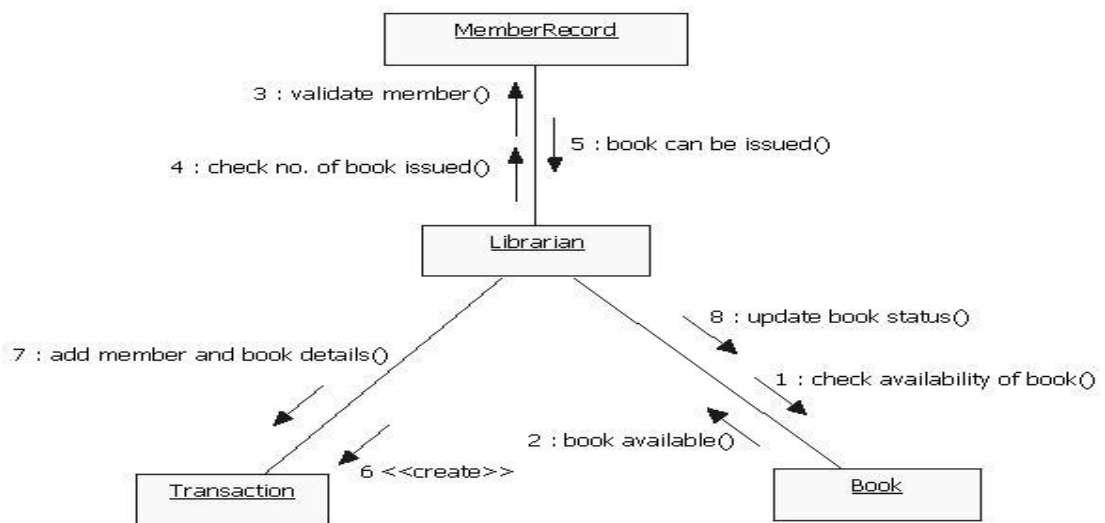 MemberRecord
3 : validate member()
5 : book can be issued()
4 : check no. of book issued()
Librarian
8 : update book status()
7 : add member and book details()
1 : check availability of book()
2 : book available()
6 <<create>>
Transaction
Book